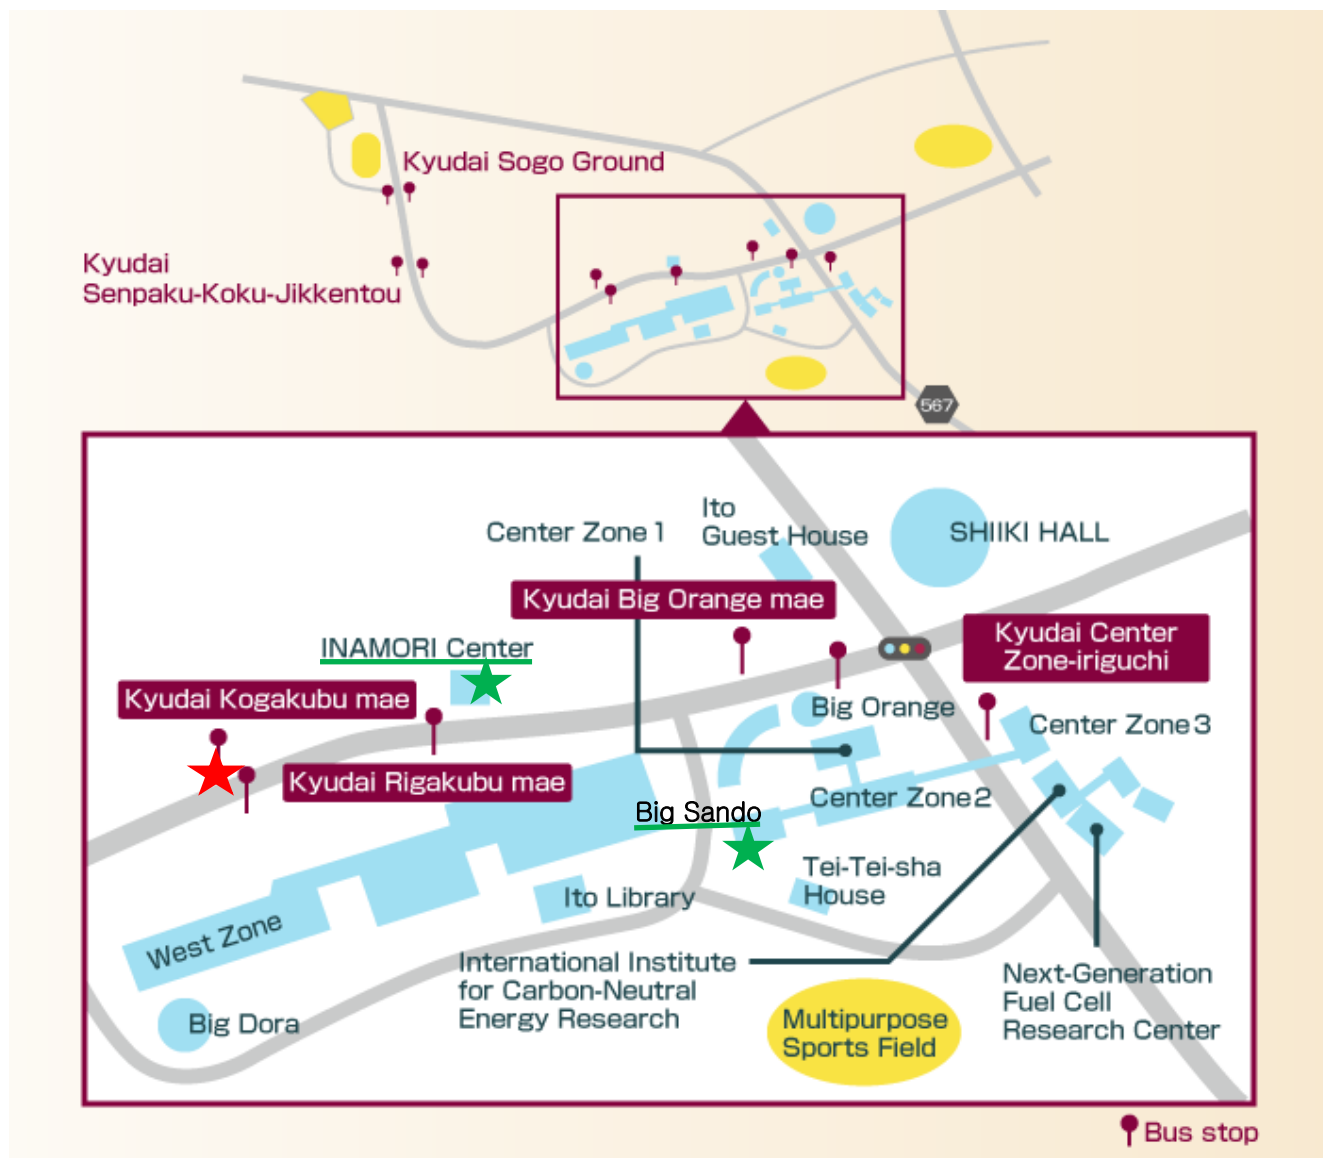 Kyudai Sogo Ground
Kyudai
Senpaku-Koku-Jikkentou
567
Ito
Guest House
Center Zone 1
SHIIKI HALL
Kyudai Big Orange mae
Kyudai Center
Zone-iriguchi
INAMORI Center
Kyudai Kogakubu mae
Big Orange
Center Zone 3
Kyudai Rigakubu mae
Center Zone 2
Big Sando
Tei-Tei-sha
House
Ito Library
West Zone
International Institute
for Carbon-Neutral
Energy Research
Next-Generation
Fuel Cell
Research Center
Big Dora
Multipurpose
Sports Field
Bus stop